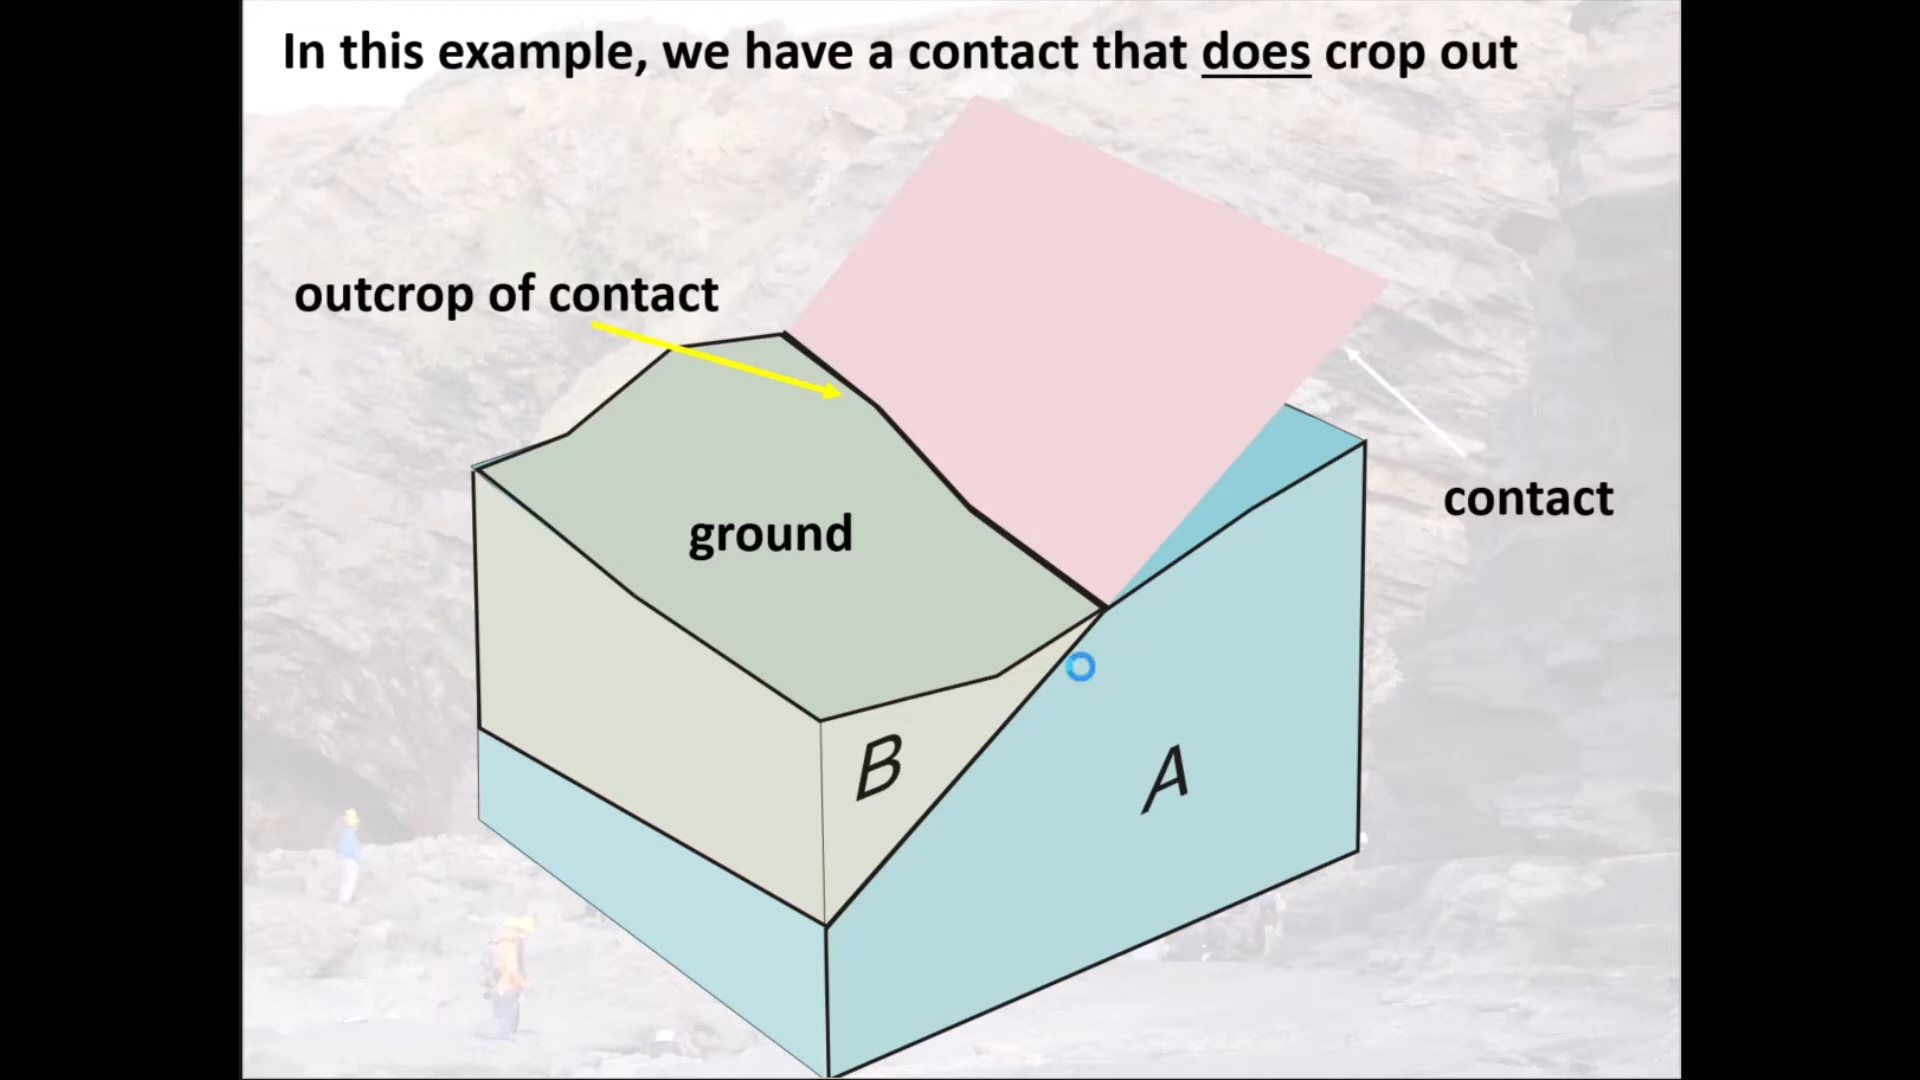 In this example, we have a contact that does crop out
outcrop of contact
contact
ground
B
A